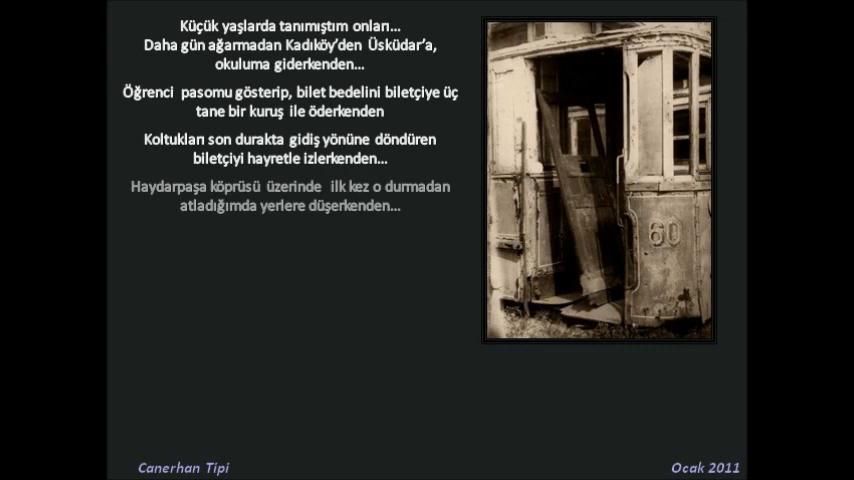 Küçük yaşlarda tanımıştım onları...
Daha gün ağarmadan Kadıköy'den Üsküdar'a,
okuluma giderkenden...
Öğrenci pasomu gösterip, bilet bedelini biletçiye üç
tane bir kuruş ile öderkenden
Koltukları son durakta gidiş yönüne döndüren
biletçiyi hayretle izlerkenden...
Haydarpaşa köprüsü üzerinde ilk kez o durmadan
atladığımda yerlere düşerkenden...
60
Canerhan Tipi
Ocak 2011